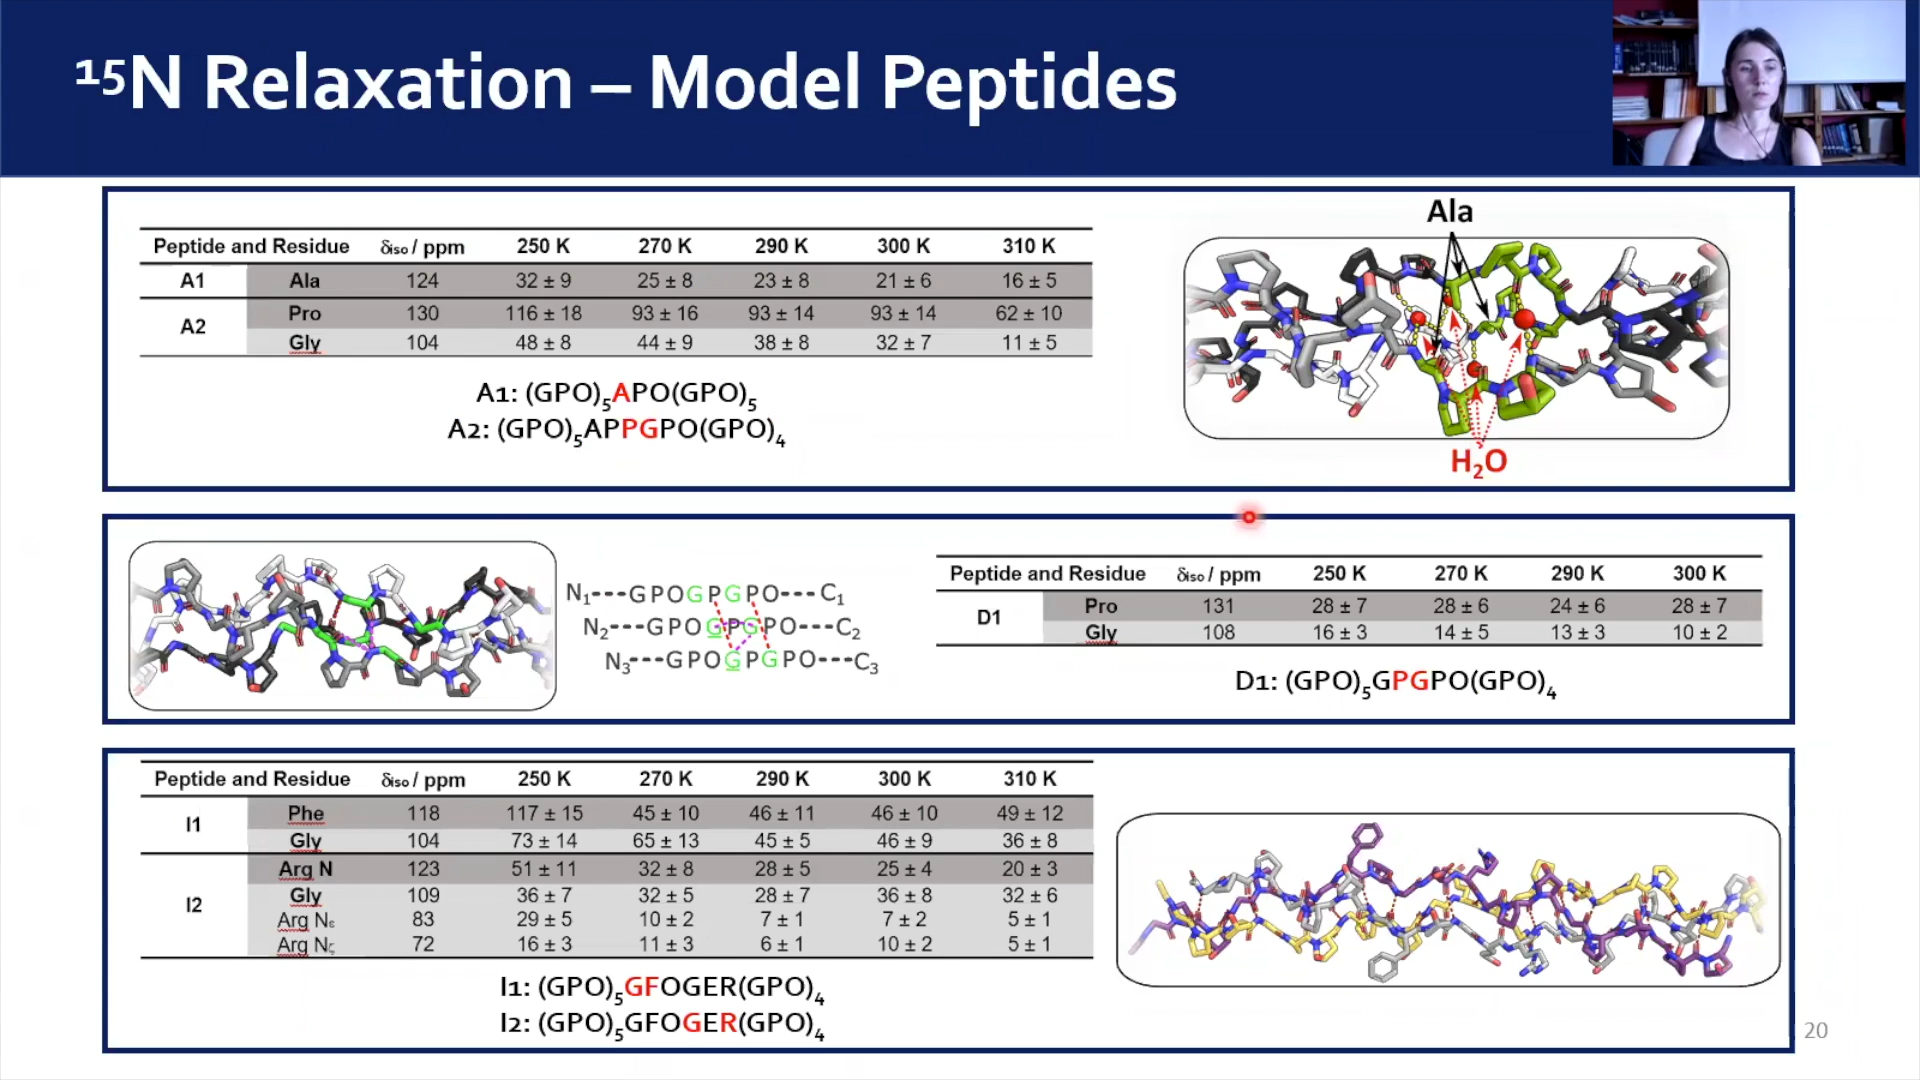 ¹⁵N Relaxation – Model Peptides
Peptide and Residue δiso / ppm 250 K 270 K 290 K 300 K 310 K
A1 Ala 124 32 ± 9 25 ± 8 23 ± 8 21 ± 6 16 ± 5
A2 Pro 130 116 ± 18 93 ± 16 93 ± 14 93 ± 14 62 ± 10
Gly 104 48 ± 8 44 ± 9 38 ± 8 32 ± 7 11 ± 5
A1: (GPO)₅APO(GPO)₅
A2: (GPO)₅APPGPO(GPO)₄
Ala
H₂O
N₁---GPOGPGPO---C₁
N₂---GPOGPGPO---C₂
N₃---GPOGPGPO---C₃
Peptide and Residue δiso / ppm 250 K 270 K 290 K 300 K
D1 Pro 131 28 ± 7 28 ± 6 24 ± 6 28 ± 7
Gly 108 16 ± 3 14 ± 5 13 ± 3 10 ± 2
D1: (GPO)₅GPGPO(GPO)₄
Peptide and Residue δiso / ppm 250 K 270 K 290 K 300 K 310 K
I1 Phe 118 117 ± 15 45 ± 10 46 ± 11 46 ± 10 49 ± 12
Gly 104 73 ± 14 65 ± 13 45 ± 5 46 ± 9 36 ± 8
I2 Arg N 123 51 ± 11 32 ± 8 28 ± 5 25 ± 4 20 ± 3
Gly 109 36 ± 7 32 ± 5 28 ± 7 36 ± 8 32 ± 6
Arg Nε 83 29 ± 5 10 ± 2 7 ± 1 7 ± 2 5 ± 1
Arg Nζ 72 16 ± 3 11 ± 3 6 ± 1 10 ± 2 5 ± 1
I1: (GPO)₅GFOGER(GPO)₄
I2: (GPO)₅GFOGER(GPO)₄
20